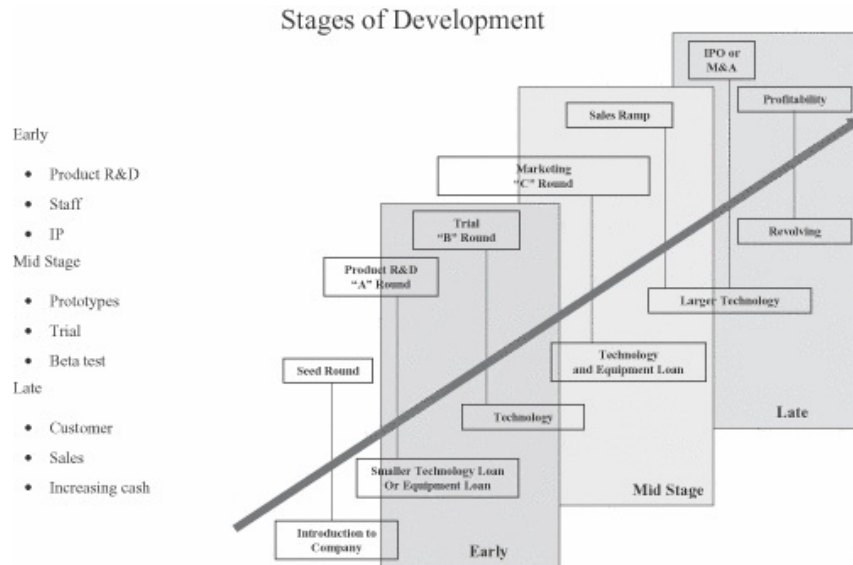 Stages of Development
Early
• Product R&D
• Staff
• IP
Mid Stage
• Prototypes
• Trial
• Beta test
Late
• Customer
• Sales
• Increasing cash
IPO or
M&A
Profitability
Sales Ramp
Marketing
“C” Round
Trial
“B” Round
Revolving
Product R&D
“A” Round
Larger Technology
Seed Round
Technology
and Equipment Loan
Technology
Late
Smaller Technology Loan
Or Equipment Loan
Mid Stage
Introduction to
Company
Early